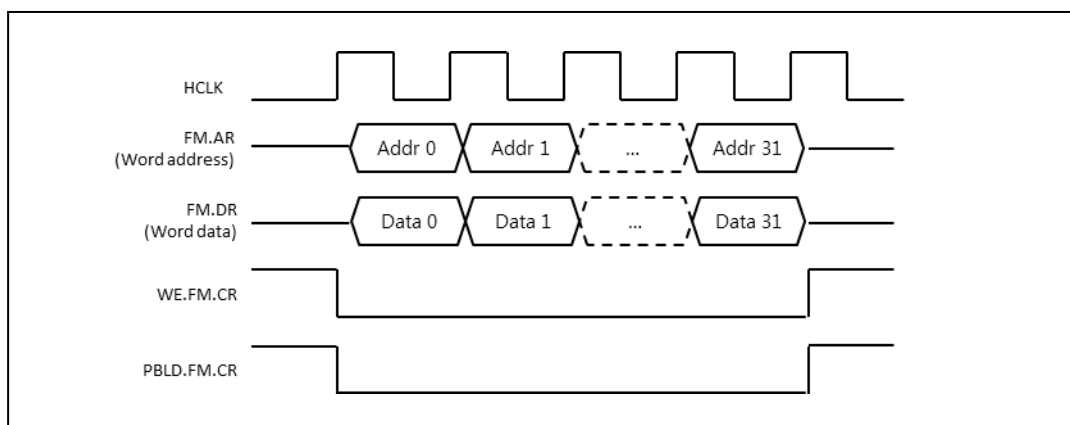 HCLK
FM.AR
(Word address)
Addr 0 Addr 1 ... Addr 31
FM.DR
(Word data)
Data 0 Data 1 ... Data 31
WE.FM.CR
PBLD.FM.CR